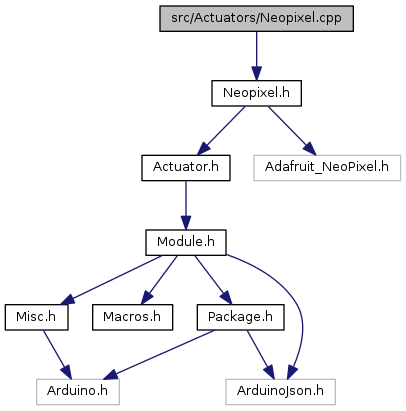 src/Actuators/Neopixel.cpp
Neopixel.h
Actuator.h
Adafruit_NeoPixel.h
Module.h
Misc.h
Macros.h
Package.h
Arduino.h
ArduinoJson.h